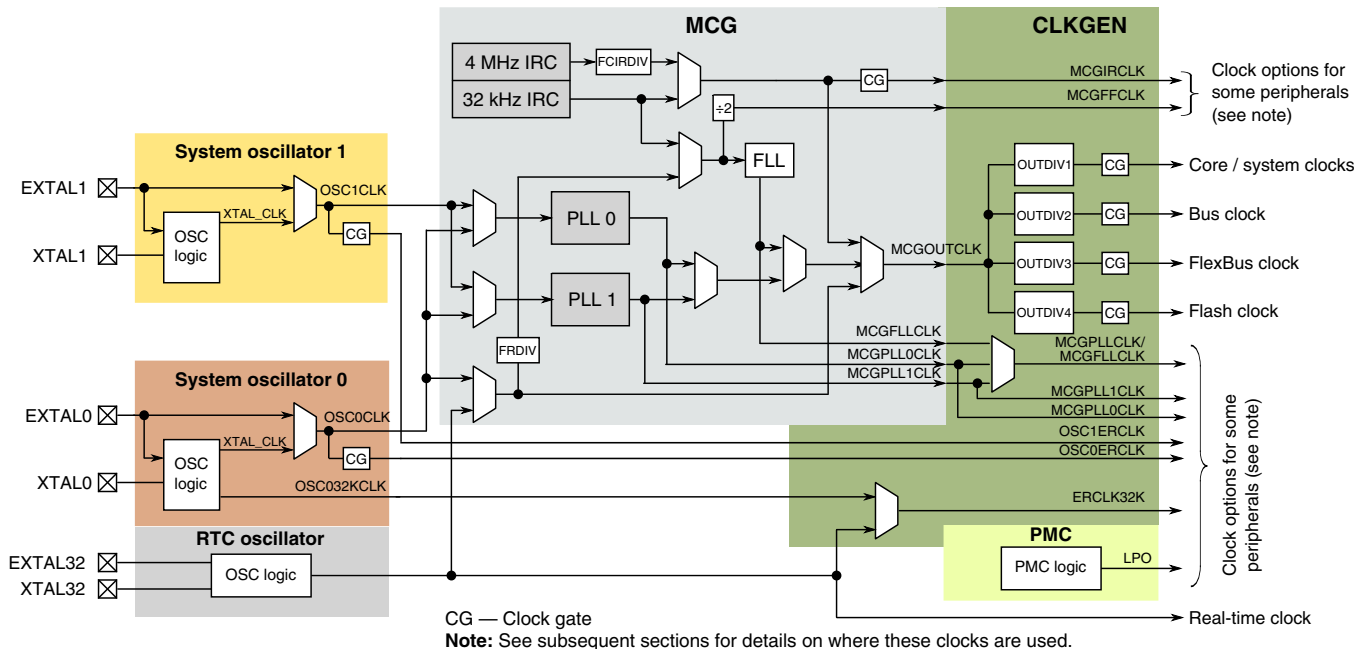 MCG
CLKGEN
4 MHz IRC
FCIRDIV
32 kHz IRC
CG
MCGIRCLK
MCGFFCLK
÷2
Clock options for
some peripherals
(see note)
System oscillator 1
EXTAL1
XTAL_CLK
OSC1CLK
OSC
logic
CG
XTAL1
FLL
PLL 0
PLL 1
FRDIV
MCGOUTCLK
OUTDIV1
CG
Core / system clocks
OUTDIV2
CG
Bus clock
OUTDIV3
CG
FlexBus clock
OUTDIV4
CG
Flash clock
MCGFLLCLK
MCGPLL0CLK
MCGPLL1CLK
MCGPLLCLK/
MCGFLLCLK
MCGPLL1CLK
MCGPLL0CLK
OSC1ERCLK
OSC0ERCLK
System oscillator 0
EXTAL0
XTAL_CLK
OSC0CLK
OSC
logic
CG
XTAL0
OSC032KCLK
ERCLK32K
Clock options for some
peripherals (see note)
RTC oscillator
EXTAL32
XTAL32
OSC logic
PMC
PMC logic
LPO
Real-time clock
CG — Clock gate
Note: See subsequent sections for details on where these clocks are used.